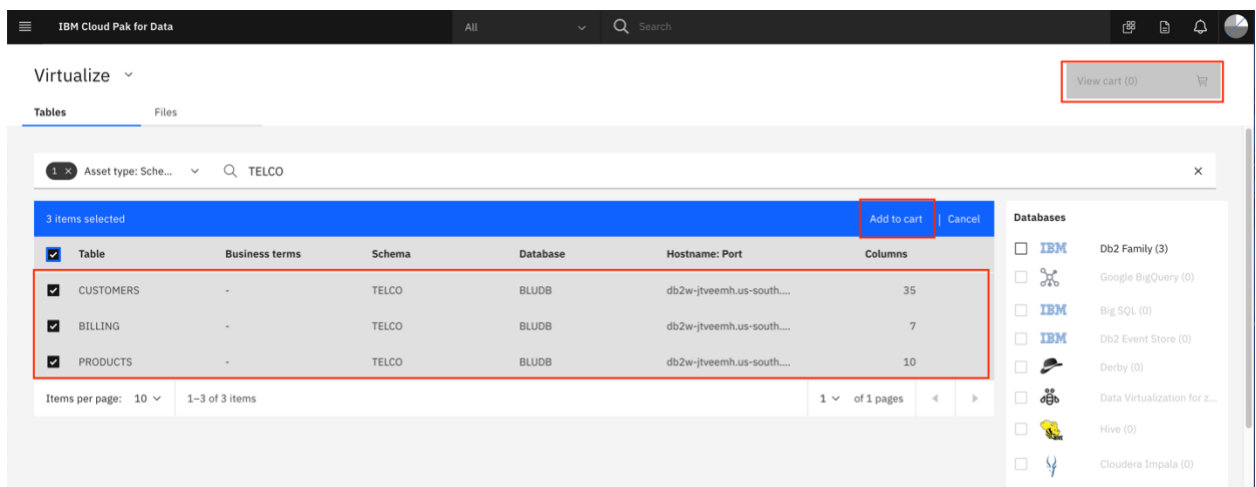 IBM Cloud Pak for Data All Search
Virtualize
View cart (0)
Tables Files
1 × Asset type: Sche... TELCO
3 items selected Add to cart | Cancel
Table Business terms Schema Database Hostname: Port Columns
CUSTOMERS - TELCO BLUDB db2w-jtveemh.us-south.... 35
BILLING - TELCO BLUDB db2w-jtveemh.us-south.... 7
PRODUCTS - TELCO BLUDB db2w-jtveemh.us-south.... 10
Items per page: 10 1–3 of 3 items 1 of 1 pages
Databases
IBM Db2 Family (3)
Google BigQuery (0)
IBM Big SQL (0)
IBM Db2 Event Store (0)
Derby (0)
Data Virtualization for z...
HIVE Hive (0)
Cloudera Impala (0)